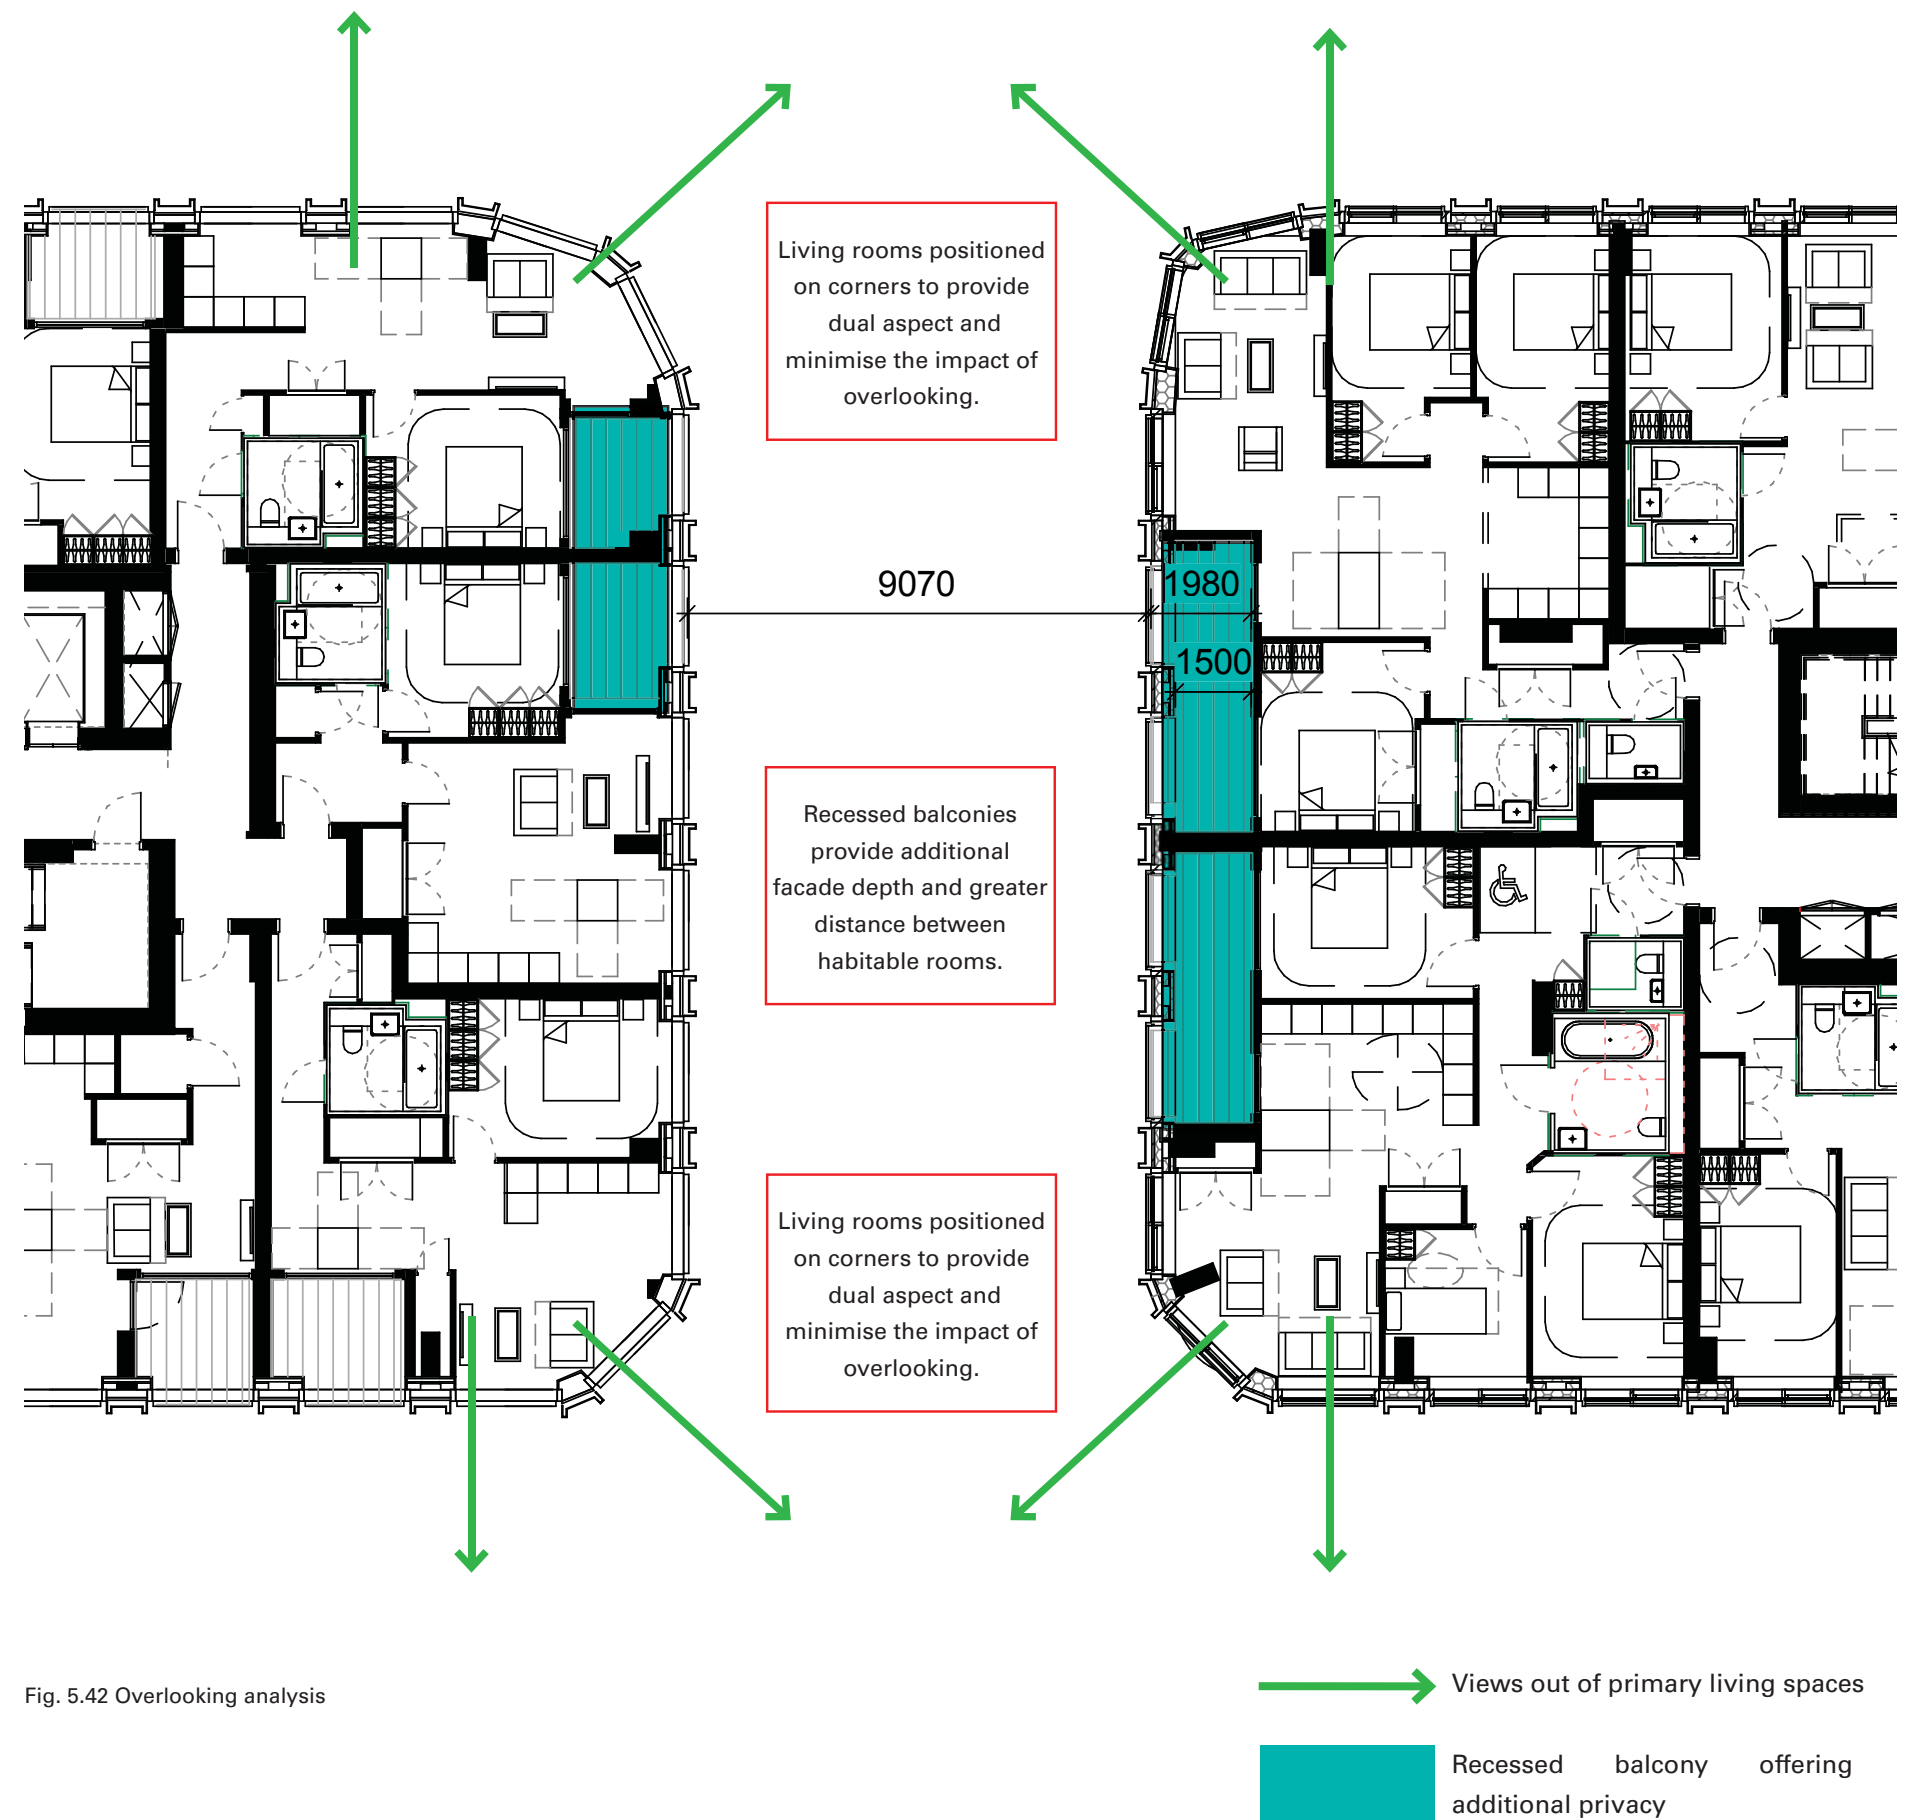 Living rooms positioned
on corners to provide
dual aspect and
minimise the impact of
overlooking.
9070
1980
1500
Recessed balconies
provide additional
facade depth and greater
distance between
habitable rooms.
Living rooms positioned
on corners to provide
dual aspect and
minimise the impact of
overlooking.
Fig. 5.42 Overlooking analysis
Views out of primary living spaces
Recessed balcony offering
additional privacy